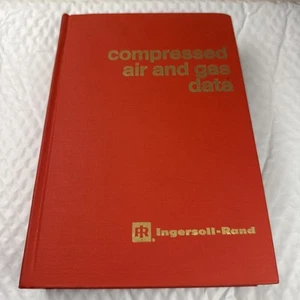 compressed
air and gas
data
IR® Ingersoll-Rand